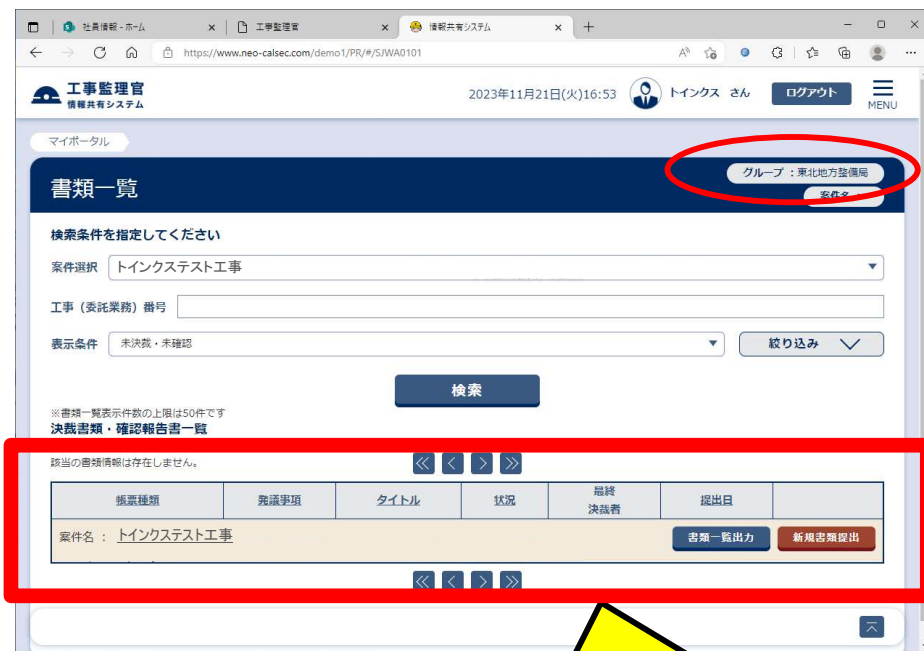 社員情報 - ホーム
工事監理官
情報共有システム
https://www.neo-calsec.com/demo1/PR/#/SJWA0101
工事監理官
情報共有システム
2023年11月21日(火)16:53
トインクス さん
ログアウト
MENU
マイポータル
書類一覧
グループ ：東北地方整備局
案件名
検索条件を指定してください
案件選択
トインクステスト工事
工事（委託業務）番号
表示条件
未決裁・未確認
絞り込み
検索
※書類一覧表示件数の上限は50件です
決裁書類・確認報告書一覧
該当の書類情報は存在しません。
帳票種類
発議事項
タイトル
状況
最終
決裁者
提出日
案件名 ： トインクステスト工事
書類一覧出力
新規書類提出